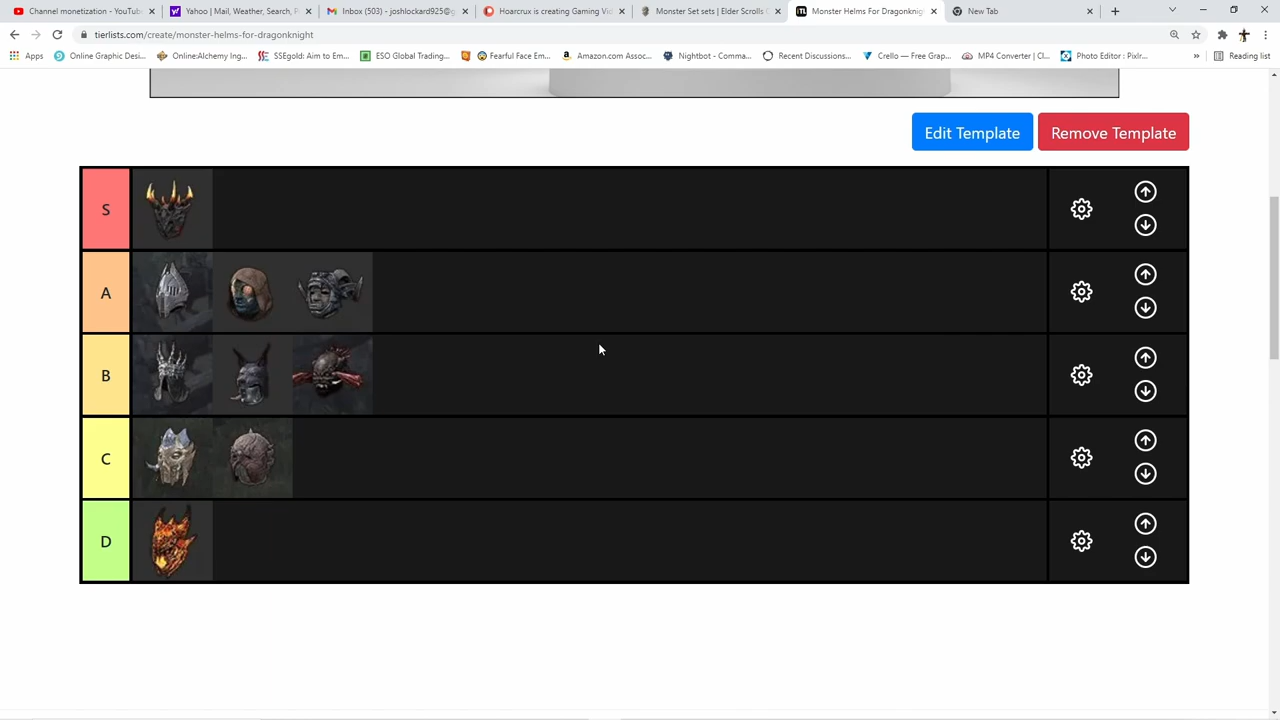 Channel monetization - YouTub
Yahoo | Mail, Weather, Search, P
Inbox (503) - joshlockard925@g
Hoarcrux is creating Gaming Vid
Monster Set sets | Elder Scrolls O
Monster Helms For Dragonknigh
New Tab
tierlists.com/create/monster-helms-for-dragonknight
Apps
Online Graphic Desi...
Online:Alchemy Ing...
SSEgold: Aim to Em...
ESO Global Trading...
Fearful Face Em...
Amazon.com Assoc...
Nightbot - Comma...
Recent Discussions...
Crello — Free Grap...
MP4 Converter | Cl...
Photo Editor : Pixlr...
»
Reading list
Edit Template
Remove Template
S
A
B
C
D